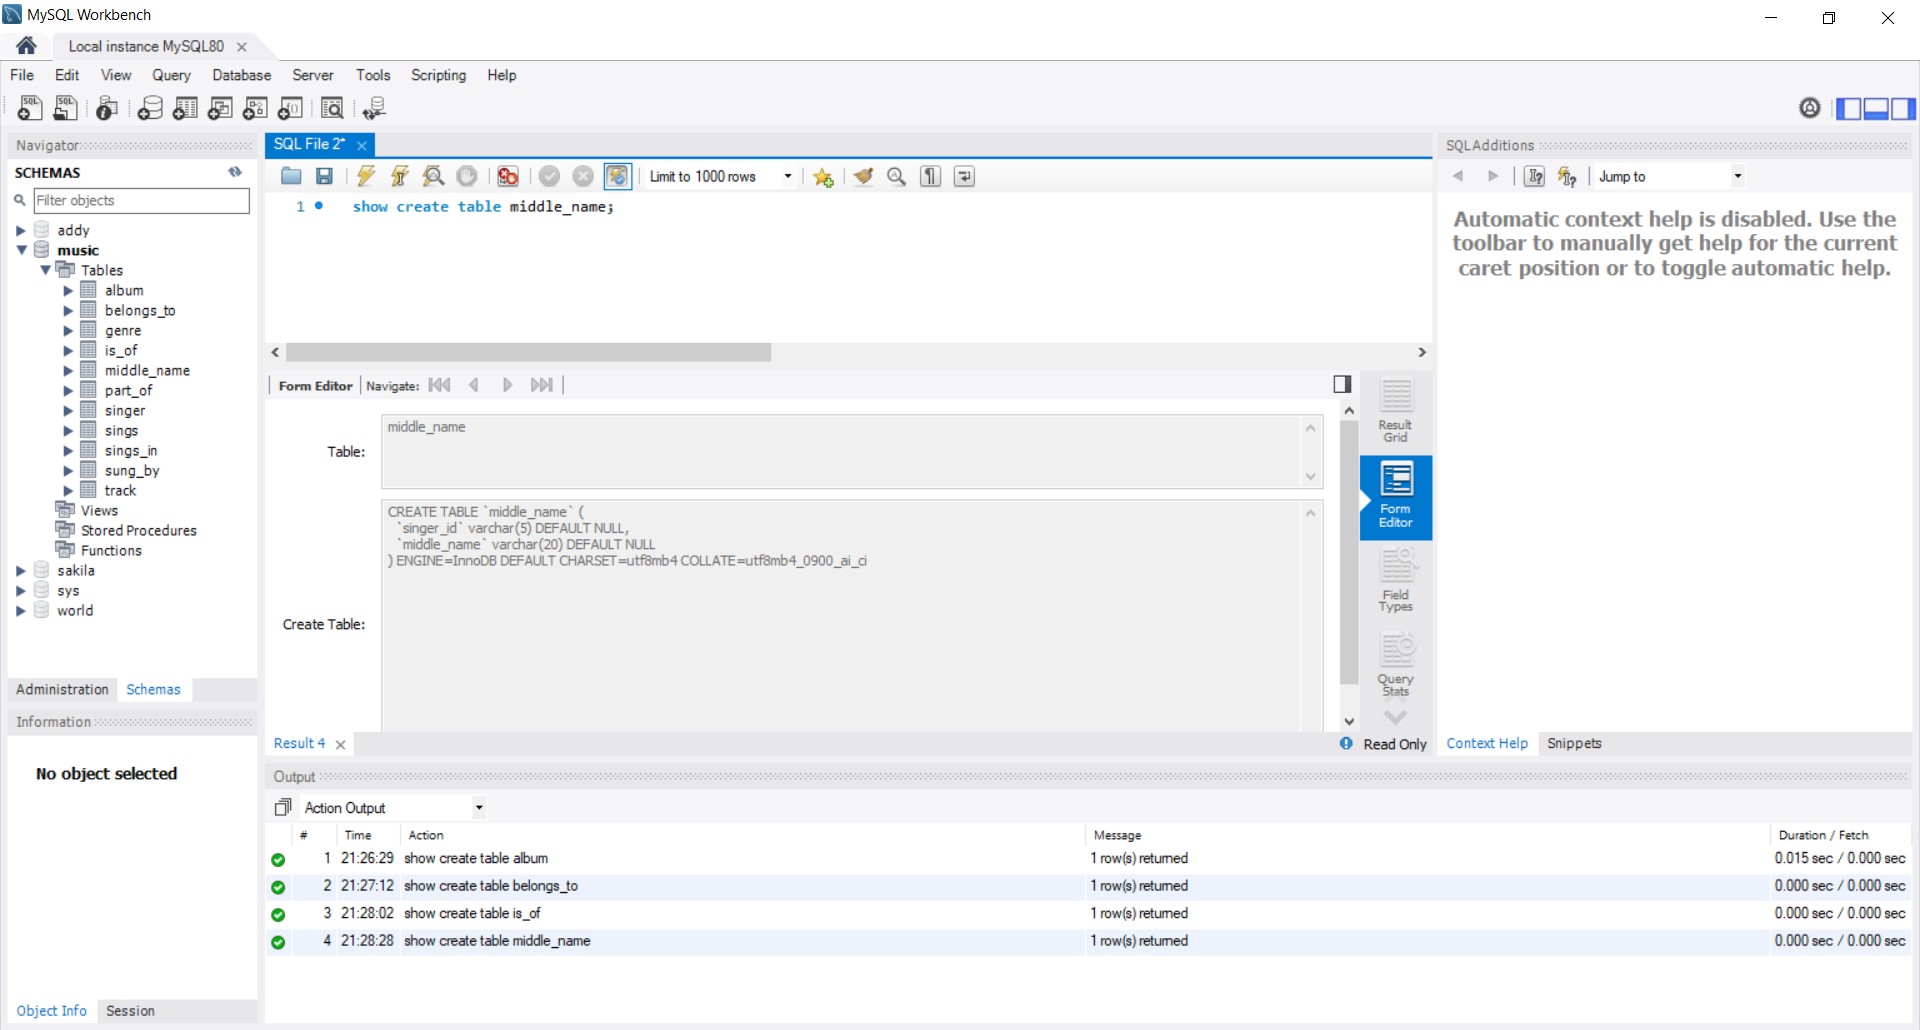 MySQL Workbench
Local instance MySQL80
File Edit View Query Database Server Tools Scripting Help
Navigator
SCHEMAS
Filter objects
addy
music
Tables
album
belongs_to
genre
is_of
middle_name
part_of
singer
sings
sings_in
sung_by
track
Views
Stored Procedures
Functions
sakila
sys
world
Administration Schemas
Information
No object selected
Object Info Session
SQL File 2*
Limit to 1000 rows
1 show create table middle_name;
Form Editor Navigate:
Table:
middle_name
Create Table:
CREATE TABLE `middle_name` (
`singer_id` varchar(5) DEFAULT NULL,
`middle_name` varchar(20) DEFAULT NULL
) ENGINE=InnoDB DEFAULT CHARSET=utf8mb4 COLLATE=utf8mb4_0900_ai_ci
Result
Grid
Form
Editor
Field
Types
Query
Stats
Result 4
Read Only
SQLAdditions
Jump to
Automatic context help is disabled. Use the
toolbar to manually get help for the current
caret position or to toggle automatic help.
Context Help Snippets
Output
Action Output
# Time Action Message Duration / Fetch
1 21:26:29 show create table album 1 row(s) returned 0.015 sec / 0.000 sec
2 21:27:12 show create table belongs_to 1 row(s) returned 0.000 sec / 0.000 sec
3 21:28:02 show create table is_of 1 row(s) returned 0.000 sec / 0.000 sec
4 21:28:28 show create table middle_name 1 row(s) returned 0.000 sec / 0.000 sec